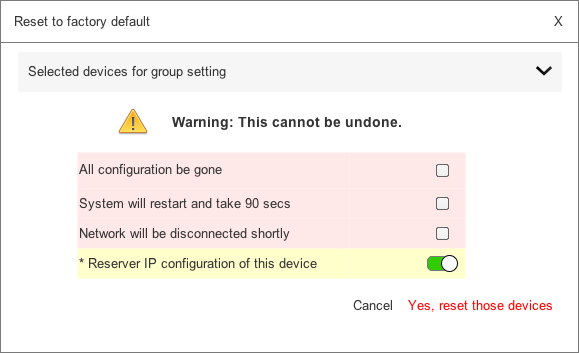 Reset to factory default X
Selected devices for group setting
Warning: This cannot be undone.
All configuration be gone
System will restart and take 90 secs
Network will be disconnected shortly
* Reserver IP configuration of this device
Cancel Yes, reset those devices